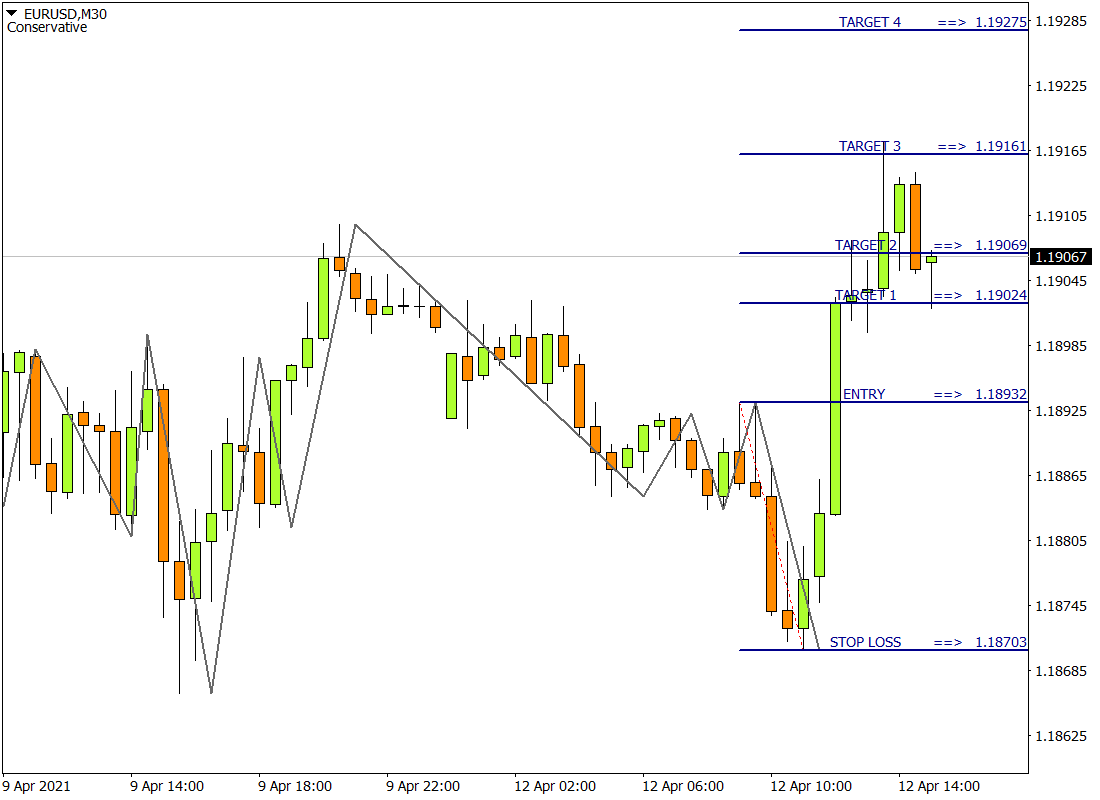 EURUSD,M30
Conservative
TARGET 4 ==> 1.19275
1.19285
1.19225
TARGET 3 ==> 1.19161
1.19165
1.19105
TARGET 2 ==> 1.19069
1.19067
1.19045
TARGET 1 ==> 1.19024
1.18985
ENTRY ==> 1.18932
1.18925
1.18865
1.18805
1.18745
STOP LOSS ==> 1.18703
1.18685
1.18625
9 Apr 2021 9 Apr 14:00 9 Apr 18:00 9 Apr 22:00 12 Apr 02:00 12 Apr 06:00 12 Apr 10:00 12 Apr 14:00